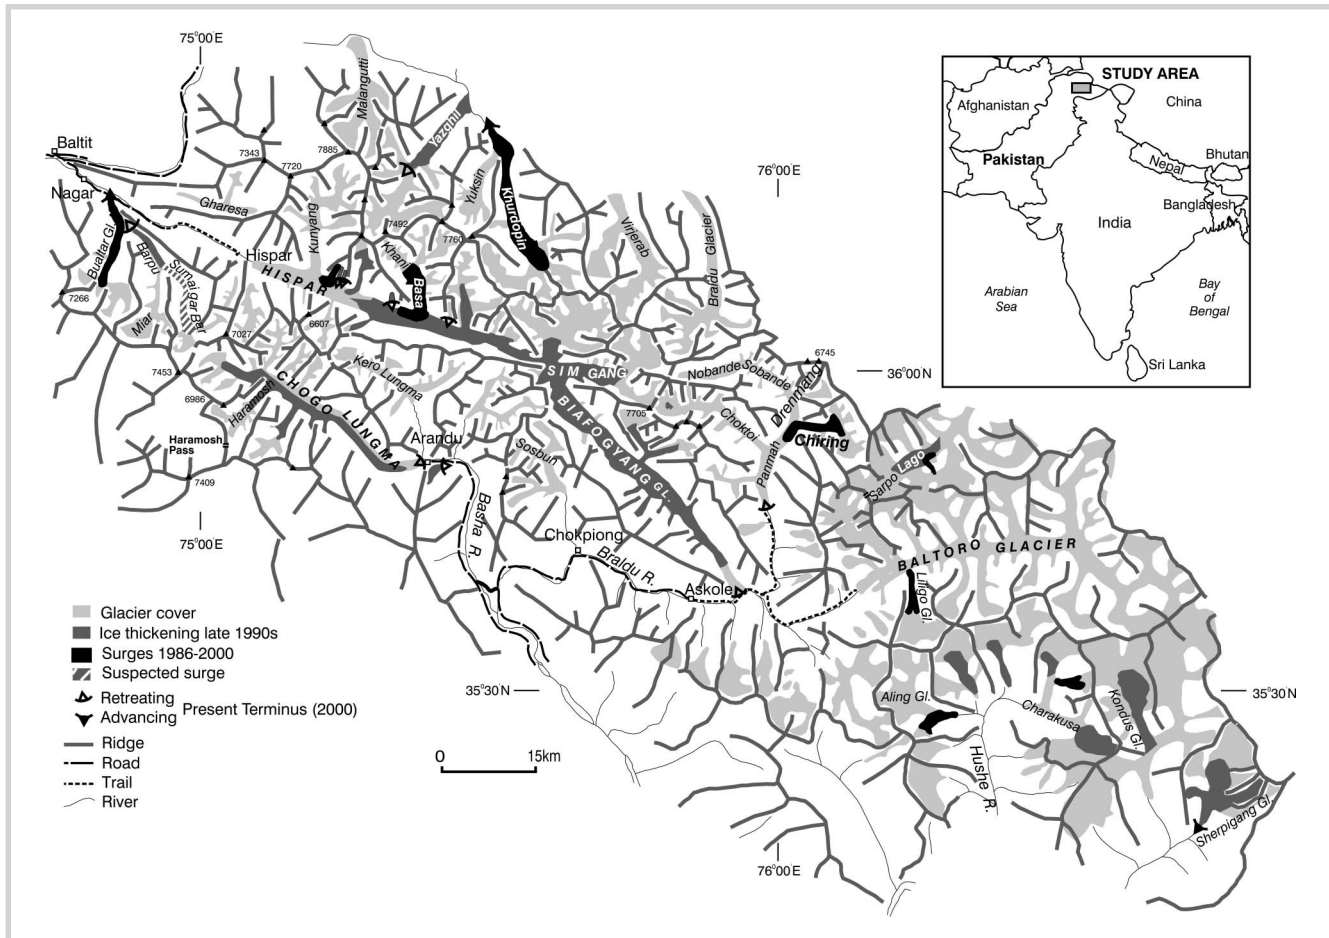 75°00'E
STUDY AREA
Afghanistan
China
Pakistan
Nepal
Bhutan
Bangladesh
India
Arabian
Sea
Bay
of
Bengal
Sri Lanka
Malangutti
Yazghil
Baltit
7343
7720
7885
76°00'E
Nagar
Gharesa
Yuksin
Khurdopin
Kunyang
7492
7760
Khani
Virjerab
Braldu Glacier
Bualtar Gl.
Barpu
Sumaiqar Bar
Hispar
HISPAR
Basa
7266
Miar
7027
6607
7453
Kero Lungma
SIM GANG
Nobande Sobande
Drenmang
6745
36°00 N
6986
Haramosh
CHOGO LUNGMA
BIAFO GYANG GL.
7705
Choktoi
Chiring
Haramosh
Pass
7409
Arandu
Sosbun
Panmah
Sarpo Lago
75°00 E
Basha R.
Chokpiong
Braldu R.
Askole
BALTORO GLACIER
Liligo Gl.
Glacier cover
Ice thickening late 1990s
Surges 1986-2000
Suspected surge
Retreating
Advancing
Present Terminus (2000)
Ridge
Road
Trail
River
35°30 N
35°30 N
0
15km
Aling Gl.
Charakusa
Kondus Gl.
Hushe R.
Sherpigang Gl.
76°00'E